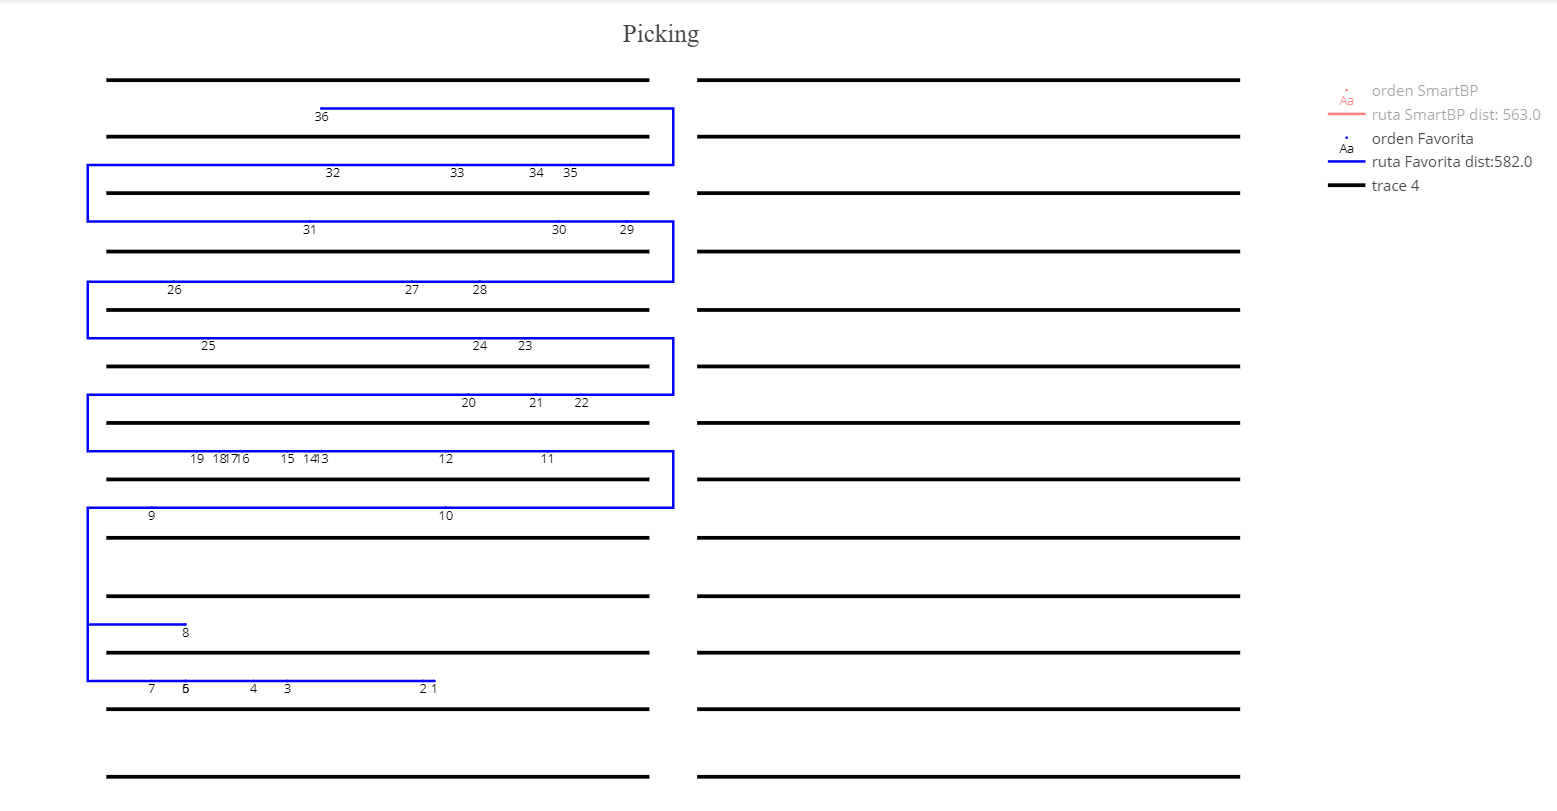 Picking
Aa orden SmartBP
ruta SmartBP dist: 563.0
Aa orden Favorita
ruta Favorita dist:582.0
trace 4
36
32 33 34 35
31 30 29
26 27 28
25 24 23
20 21 22
19 18 17 16 15 14 13 12 11
9 10
8
7 6 4 3 2 1